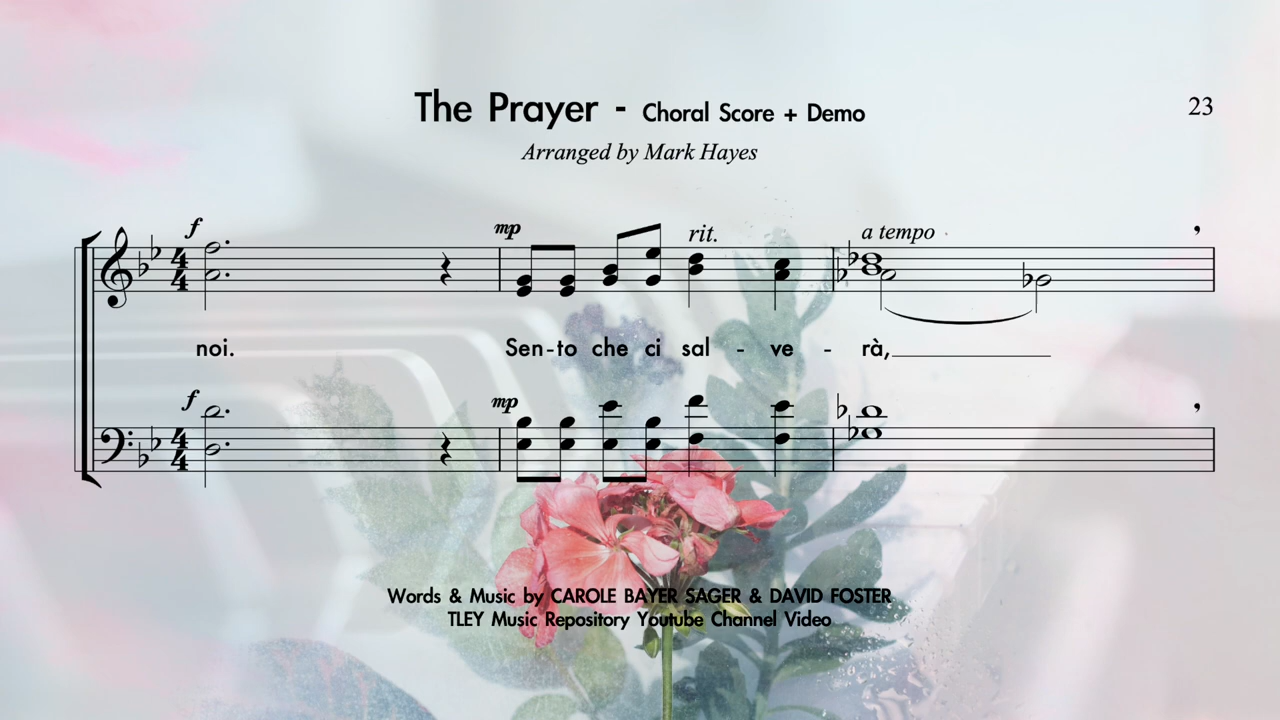 The Prayer - Choral Score + Demo
23
Arranged by Mark Hayes
f
mp
rit.
a tempo
noi.
Sen-to che ci sal - ve - rà,
f
mp
Words & Music by CAROLE BAYER SAGER & DAVID FOSTER
TLEY Music Repository Youtube Channel Video